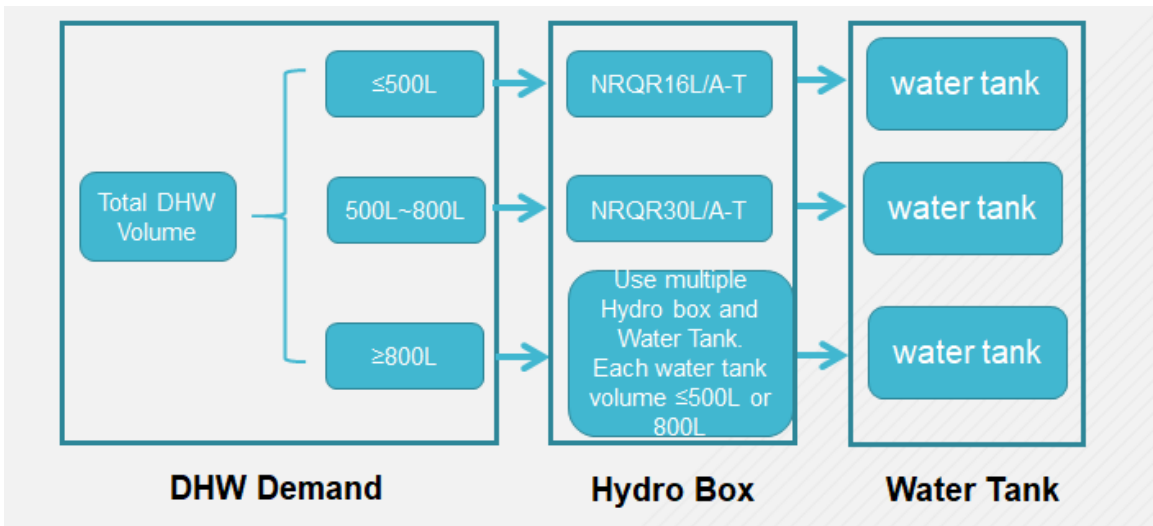 ≤500L
NRQR16L/A-T
water tank
Total DHW
Volume
500L~800L
NRQR30L/A-T
water tank
≥800L
Use multiple
Hydro box and
Water Tank.
Each water tank
volume ≤500L or
800L
water tank
DHW Demand
Hydro Box
Water Tank